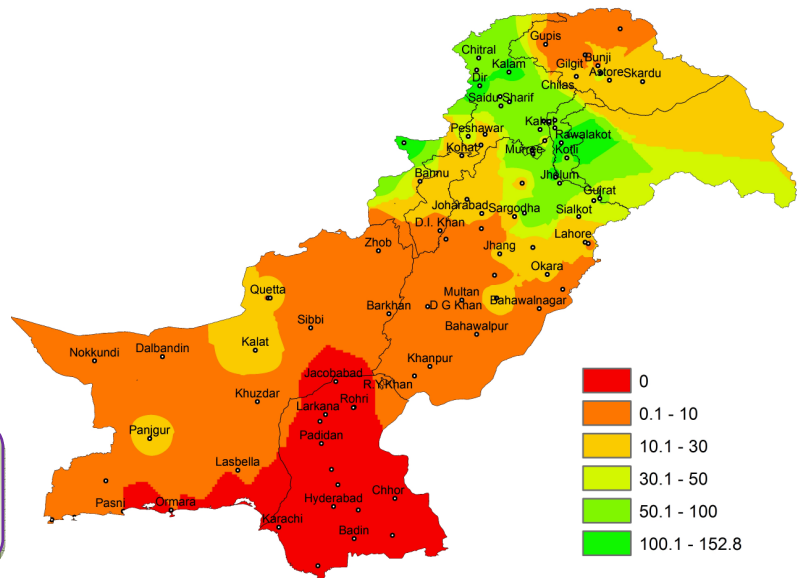 Gupis
Chitral
Bunji
Kalam
Gilgit
Dir
Astore
Skardu
Chilas
Saidu Sharif
Kakul
Peshawar
Rawalakot
Kohat
Murree
Kotli
Bannu
Jhelum
Gujrat
Joharabad
Sargodha
Sialkot
D.I. Khan
Lahore
Zhob
Jhang
Okara
Quetta
Multan
Bahawalnagar
Barkhan
D G Khan
Sibbi
Bahawalpur
Kalat
Dalbandin
Nokkundi
Khanpur
Jacobabad
R.Y.Khan
Khuzdar
Larkana
Rohri
Panjgur
Padidan
Lasbella
Chhor
Pasni
Ormara
Hyderabad
Karachi
Badin
0
0.1 - 10
10.1 - 30
30.1 - 50
50.1 - 100
100.1 - 152.8